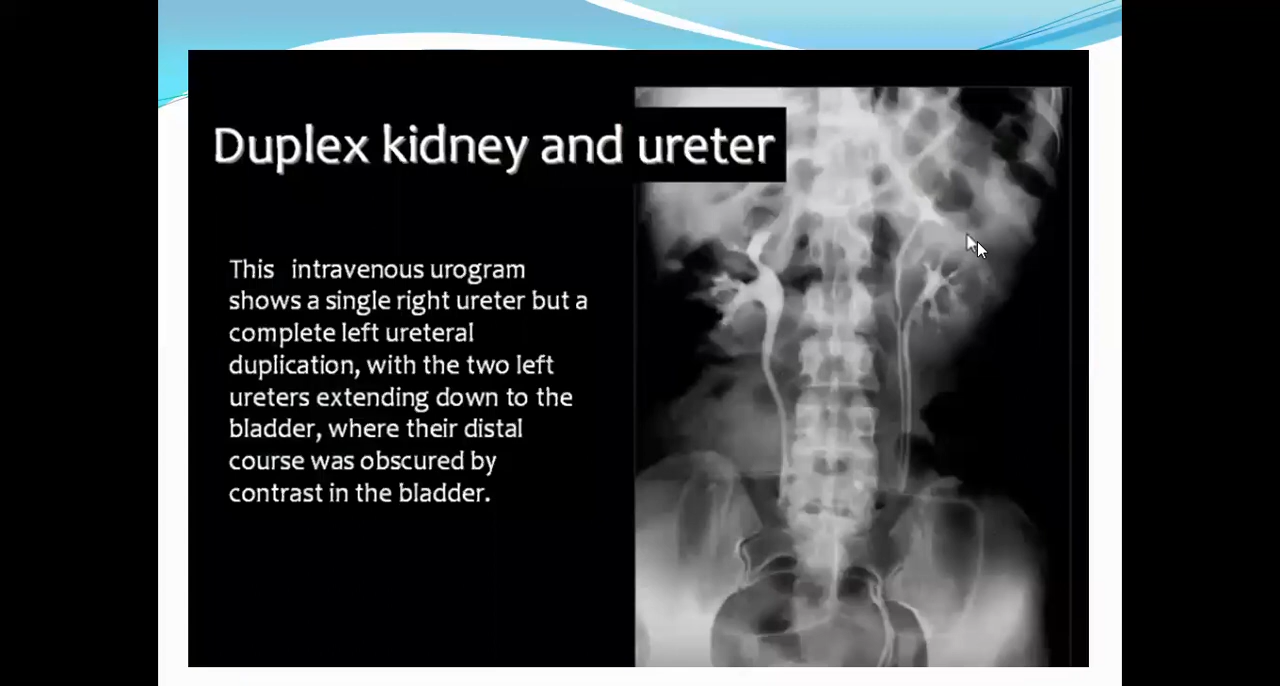 Duplex kidney and ureter
This intravenous urogram
shows a single right ureter but a
complete left ureteral
duplication, with the two left
ureters extending down to the
bladder, where their distal
course was obscured by
contrast in the bladder.